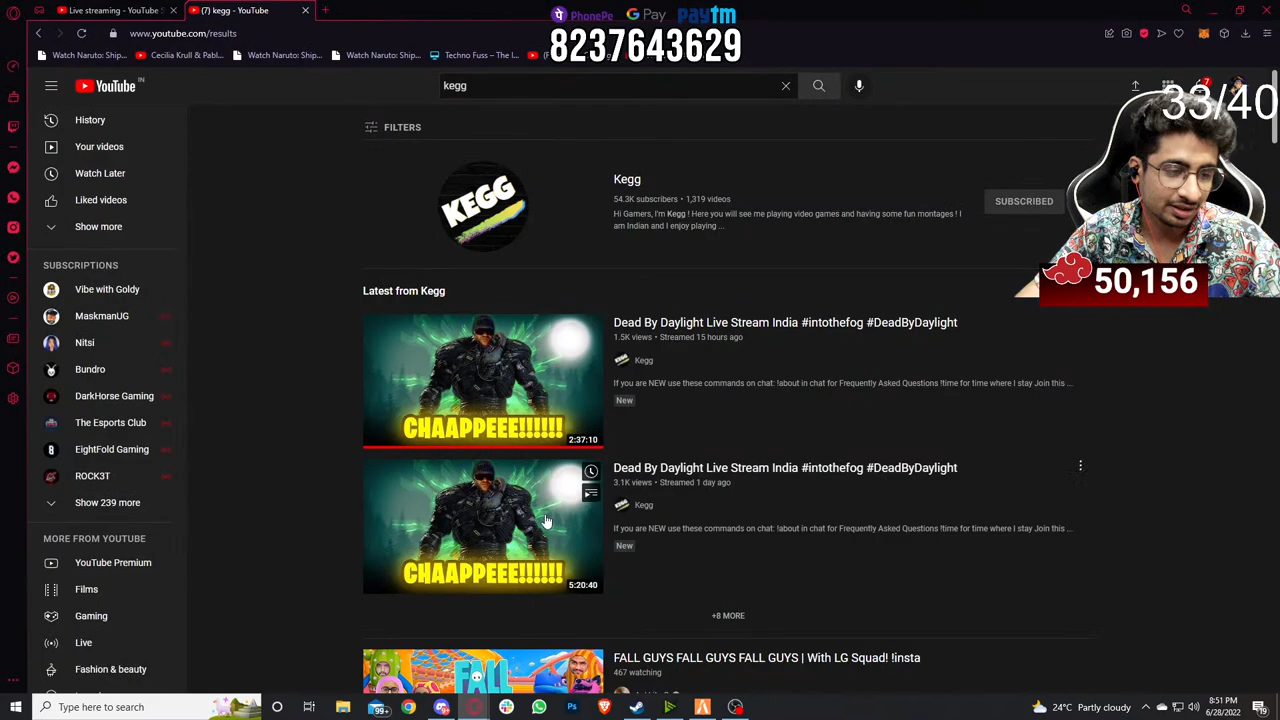 Live streaming - YouTube S
(7) kegg - YouTube
PhonePe G Pay paytm
www.youtube.com/results
8237643629
Watch Naruto: Ship...
Cecilia Krull & Pabl...
Watch Naruto: Ship...
Watch Naruto: Ship...
Techno Fuss – The I...
YouTube IN
kegg
7
33/40
History
Your videos
Watch Later
Liked videos
Show more
SUBSCRIPTIONS
Vibe with Goldy
MaskmanUG
Nitsi
Bundro
DarkHorse Gaming
The Esports Club
EightFold Gaming
ROCK3T
Show 239 more
MORE FROM YOUTUBE
YouTube Premium
Films
Gaming
Live
Fashion & beauty
FILTERS
KEGG
Kegg
54.3K subscribers • 1,319 videos
Hi Gamers, I'm Kegg ! Here you will see me playing video games and having some fun montages ! I
am Indian and I enjoy playing ...
SUBSCRIBED
50,156
Latest from Kegg
CHAAPPEEE!!!!!!
2:37:10
Dead By Daylight Live Stream India #intothefog #DeadByDaylight
1.5K views • Streamed 15 hours ago
Kegg
If you are NEW use these commands on chat: !about in chat for Frequently Asked Questions !time for time where I stay Join this ...
New
CHAAPPEEE!!!!!!
5:20:40
Dead By Daylight Live Stream India #intothefog #DeadByDaylight
3.1K views • Streamed 1 day ago
Kegg
If you are NEW use these commands on chat: !about in chat for Frequently Asked Questions !time for time where I stay Join this ...
New
+8 MORE
FALL
FALL GUYS FALL GUYS FALL GUYS | With LG Squad! !insta
467 watching
Type here to search
99+
24°C Partly cloudy
8:51 PM
6/28/2022